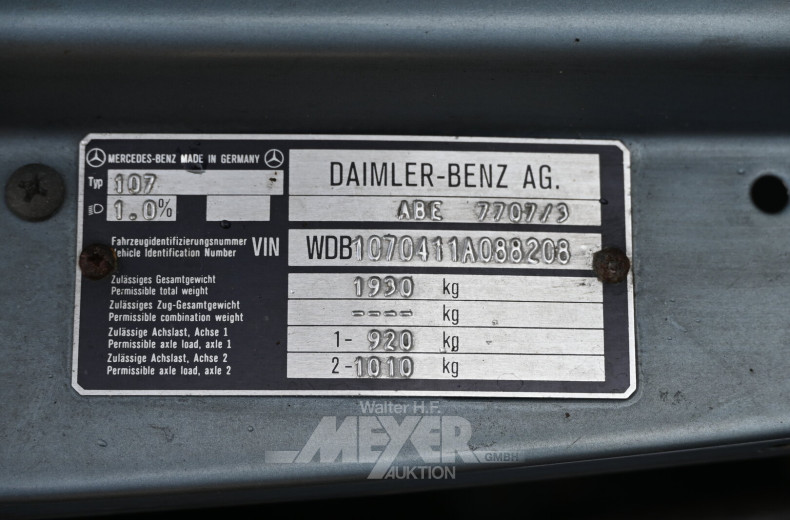 MERCEDES-BENZ MADE IN GERMANY
Typ 107
DAIMLER-BENZ AG.
1.0%
ABE 7707/3
Fahrzeugidentifizierungsnummer
Vehicle Identification Number
VIN WDB1070411A088208
Zulässiges Gesamtgewicht
Permissible total weight
1930 kg
Zulässiges Zug-Gesamtgewicht
Permissible combination weight
---- kg
Zulässige Achslast, Achse 1
Permissible axle load, axle 1
1- 920 kg
Zulässige Achslast, Achse 2
Permissible axle load, axle 2
2-1010 kg
Walter H.F.
MEYER
GMBH
AUKTION